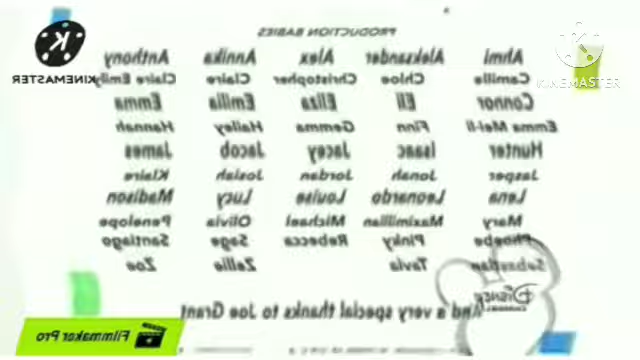 PRODUCTION BABIES
KINEMASTER
KINEMASTER
Ahmi Aleksander Alex Annika Anthony
Camille Chloe Christopher Claire Claire Emily
Connor Eli Eliza Emilia Emma
Emma Mei-li Finn Gemma Hailey Hannah
Hunter Isaac Jacey Jacob James
Jasper Jonah Jordan Josiah Klaire
Lena Leonardo Louise Lucy Madison
Mary Maximilian Michael Olivia Penelope
Phoebe Pinky Rebecca Sage Santiago
Sebastian Tavia Zellie Zoe
Disney
CHANNEL
And a very special thanks to Joe Grant
Filmmaker Pro